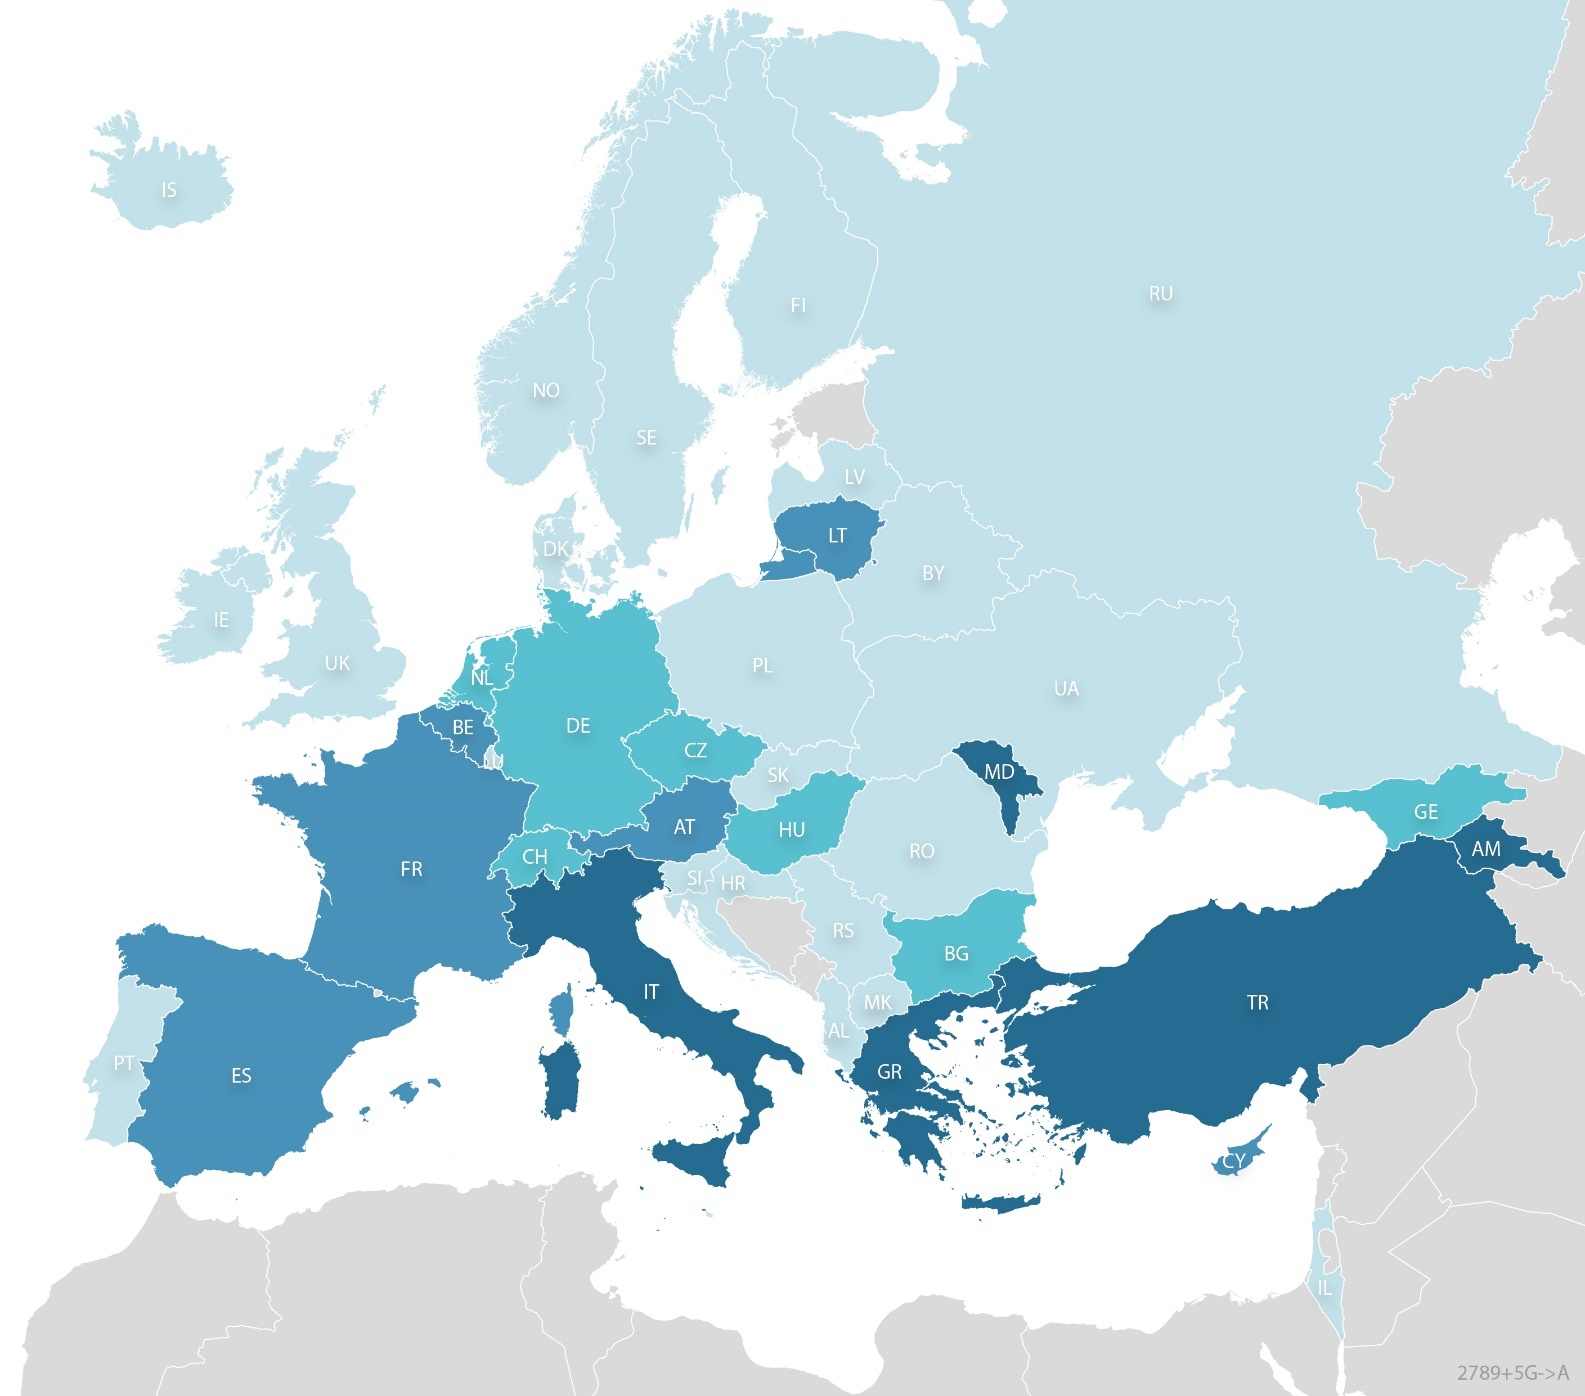 IS
RU
FI
NO
SE
LV
LT
DK
BY
IE
UK
PL
NL
UA
BE
DE
CZ
LU
SK
MD
AT
HU
GE
CH
RO
AM
FR
SI
HR
RS
BG
IT
MK
TR
AL
PT
ES
GR
CY
IL
2789+5G->A